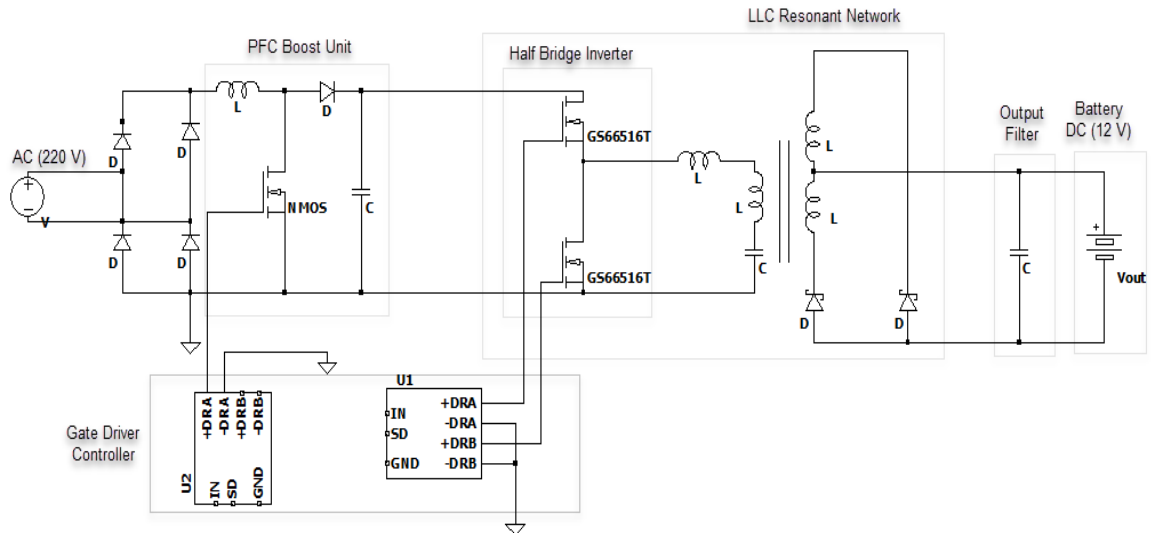 LLC Resonant Network
PFC Boost Unit
Half Bridge Inverter
Output
Filter
Battery
DC (12 V)
AC (220 V)
V
D
D
D
D
L
D
NMOS
C
GS66516T
GS66516T
L
L
C
L
L
D
D
C
+
Vout
Gate Driver
Controller
U2
+DRA
-DRA
+DRB
-DRB
IN
SD
GND
U1
IN
SD
GND
+DRA
-DRA
+DRB
-DRB